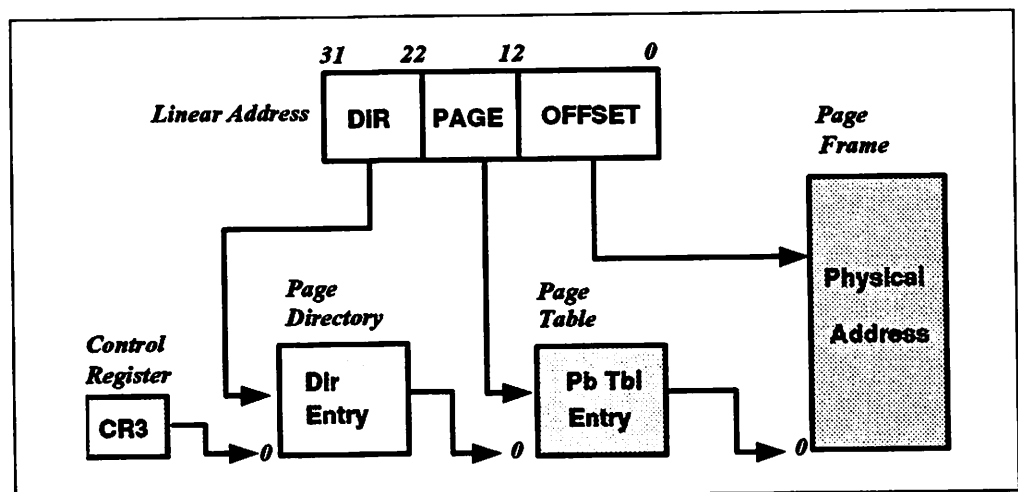 31 22 12 0
Linear Address
DIR PAGE OFFSET
Page
Frame
Physical
Address
Page
Directory
Page
Table
Control
Register
Dir
Entry
Pb Tbl
Entry
CR3
0
0
0